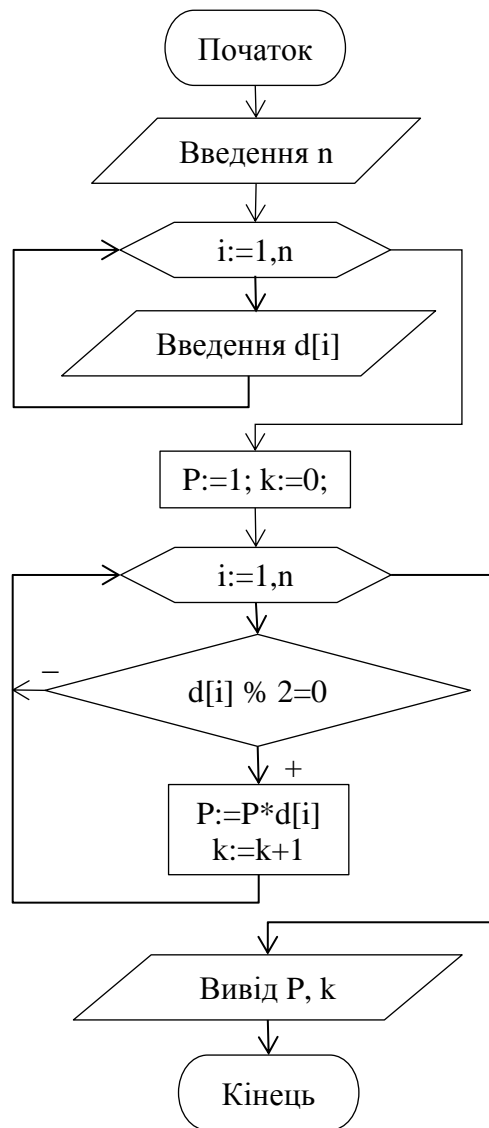 Початок
Введення n
i:=1,n
Введення d[i]
P:=1; k:=0;
i:=1,n
–
d[i] % 2=0
+
P:=P*d[i]
k:=k+1
Вивід P, k
Кінець